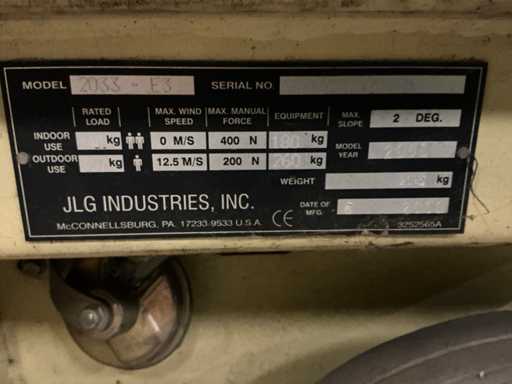 MODEL 2033 - E3 SERIAL NO.
RATED LOAD MAX. WIND SPEED MAX. MANUAL FORCE EQUIPMENT MAX. SLOPE 2 DEG.
INDOOR USE kg 0 M/S 400 N kg
OUTDOOR USE kg 12.5 M/S 200 N 260 kg MODEL YEAR
WEIGHT kg
JLG INDUSTRIES, INC. CE DATE OF MFG.
McCONNELLSBURG, PA. 17233-9533 U.S.A. 3252565A